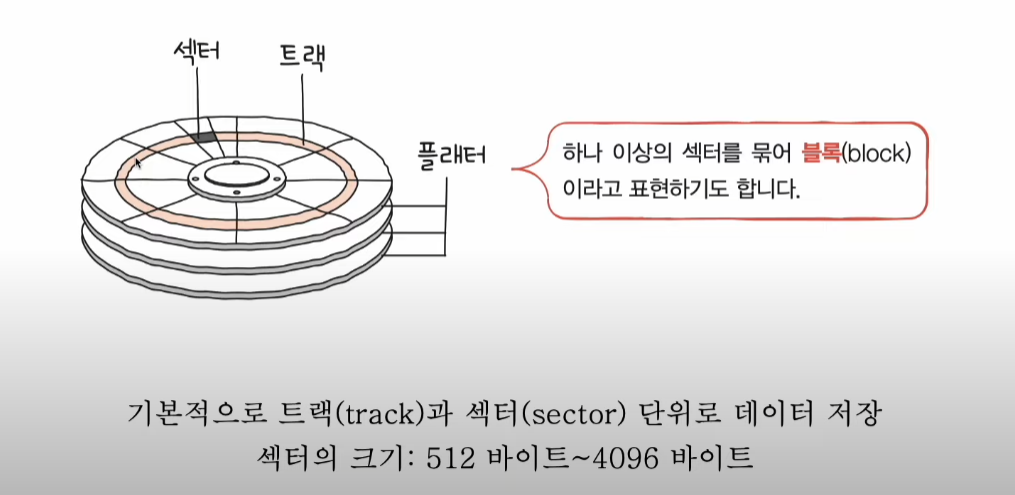 섹터
트랙
플래터
하나 이상의 섹터를 묶어 블록(block)
이라고 표현하기도 합니다.
기본적으로 트랙(track)과 섹터(sector) 단위로 데이터 저장
섹터의 크기: 512 바이트~4096 바이트